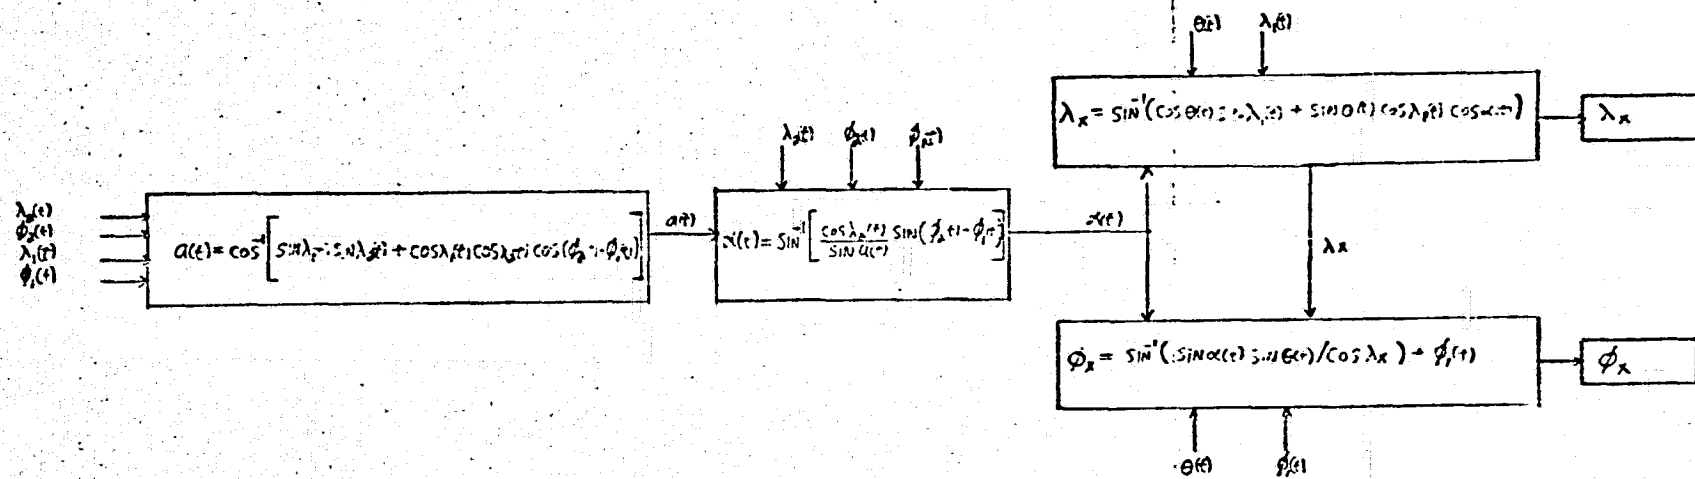 θ(t) λ₁(t)
λₓ = SIN⁻¹(COS θ(t) SIN λ₁(t) + SIN θ(t) COS λ₁(t) COS α(t))
λₓ
λ₂(t) φ₂(t) φ₁(t)
λ₂(t)
φ₂(t)
λ₁(t)
φ₁(t)
a(t) = COS⁻¹[SIN λ₁(t) SIN λ₂(t) + COS λ₁(t) COS λ₂(t) COS(φ₂(t) - φ₁(t))]
a(t)
α(t) = SIN⁻¹[COS λ₂(t) / SIN a(t) SIN(φ₂(t) - φ₁(t))]
α(t)
λₓ
φₓ = SIN⁻¹(SIN α(t) SIN θ(t)/COS λₓ) + φ₁(t)
φₓ
θ(t) φ₁(t)